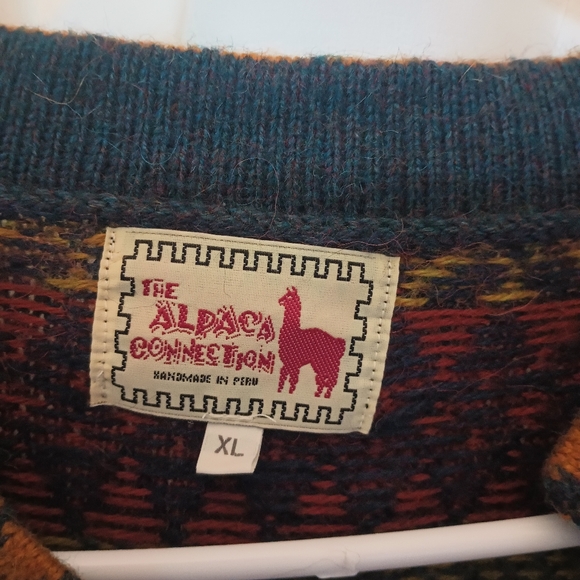 THE
ALPACA
CONNECTION
HANDMADE IN PERU
XL